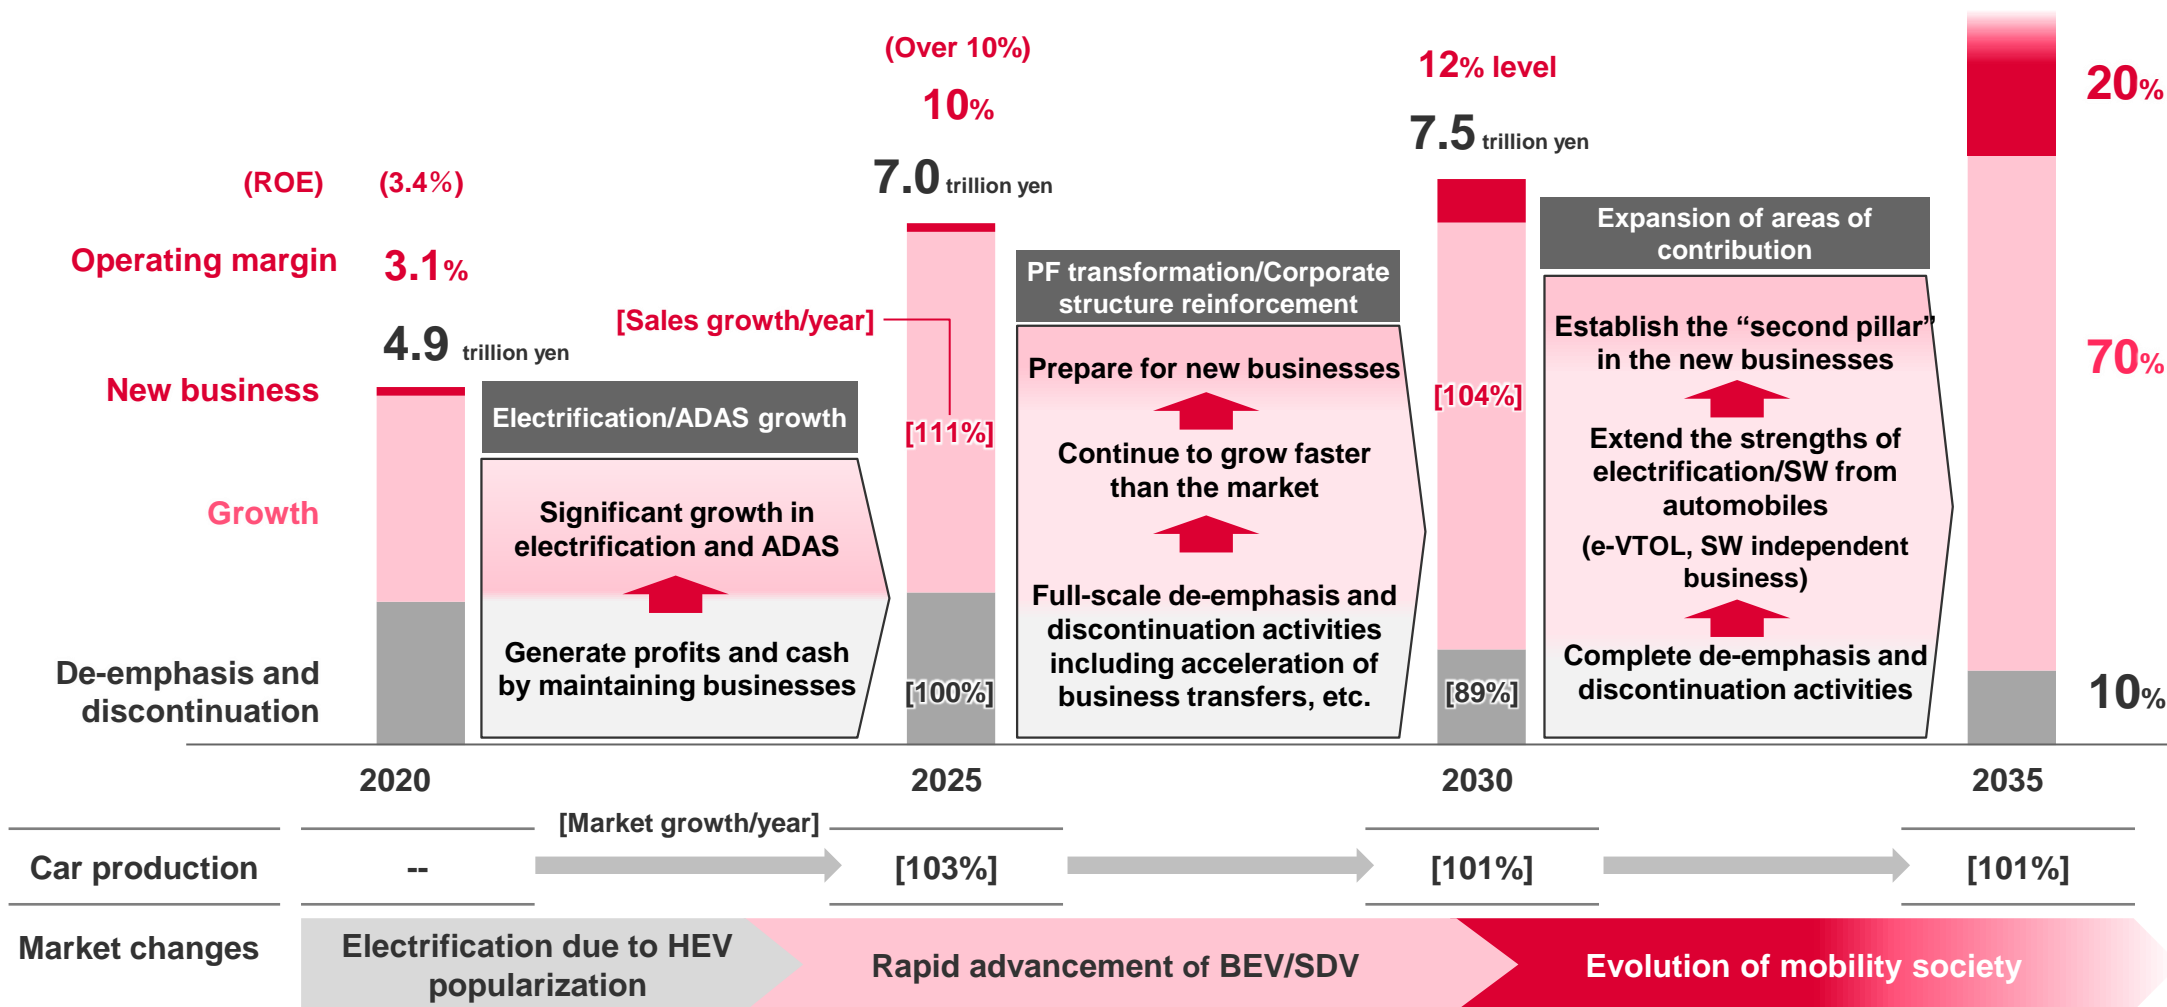 (ROE)
(3.4%)
Operating margin
3.1%
4.9 trillion yen
New business
Growth
De-emphasis and
discontinuation
Electrification/ADAS growth
Significant growth in
electrification and ADAS
Generate profits and cash
by maintaining businesses
(Over 10%)
10%
7.0 trillion yen
[Sales growth/year]
[111%]
[100%]
PF transformation/Corporate
structure reinforcement
Prepare for new businesses
Continue to grow faster
than the market
Full-scale de-emphasis and
discontinuation activities
including acceleration of
business transfers, etc.
12% level
7.5 trillion yen
[104%]
[89%]
Expansion of areas of
contribution
Establish the “second pillar”
in the new businesses
Extend the strengths of
electrification/SW from
automobiles
(e-VTOL, SW independent
business)
Complete de-emphasis and
discontinuation activities
20%
70%
10%
2020
2025
2030
2035
[Market growth/year]
Car production
--
[103%]
[101%]
[101%]
Market changes
Electrification due to HEV
popularization
Rapid advancement of BEV/SDV
Evolution of mobility society